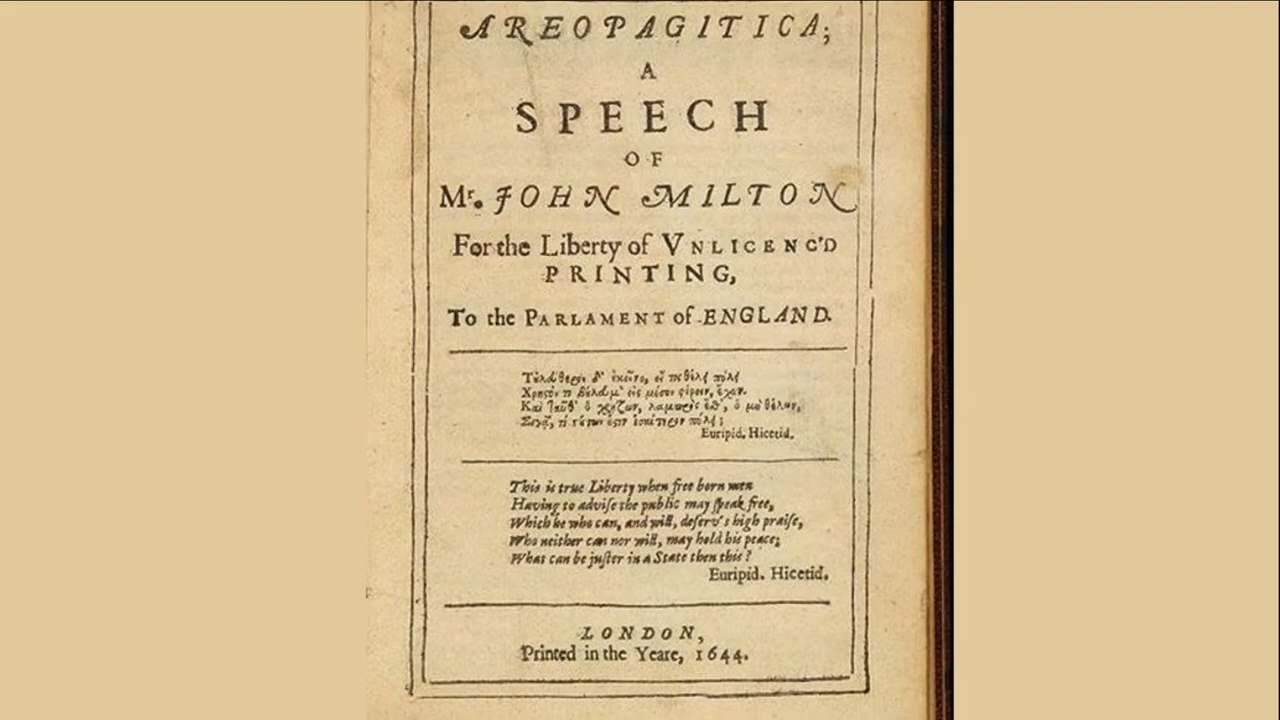 AREOPAGITICA;
A
SPEECH
OF
Mr. JOHN MILTON
For the Liberty of VNLICENC'D
PRINTING,
To the PARLAMENT of ENGLAND.
Euripid. Hicetid.
This is true Liberty when free born men
Having to advise the public may speak free,
Which he who can, and will, deserv's high praise,
Who neither can nor will, may hold his peace;
What can be juster in a State then this?
Euripid. Hicetid.
LONDON,
Printed in the Yeare, 1644.